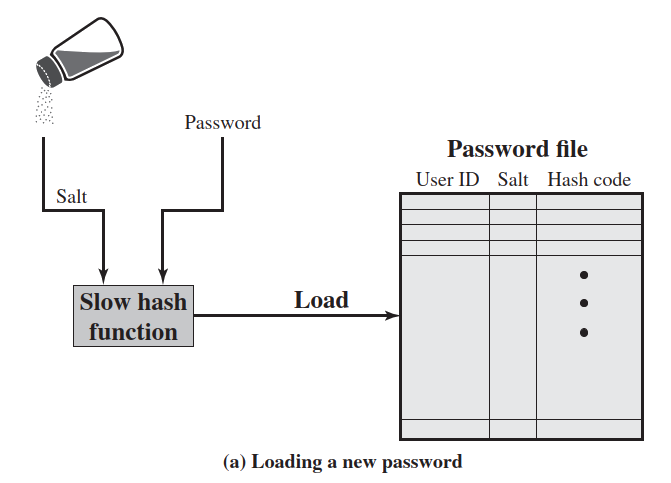 Password
Password file
User ID Salt Hash code
Salt
Slow hash
function
Load
(a) Loading a new password